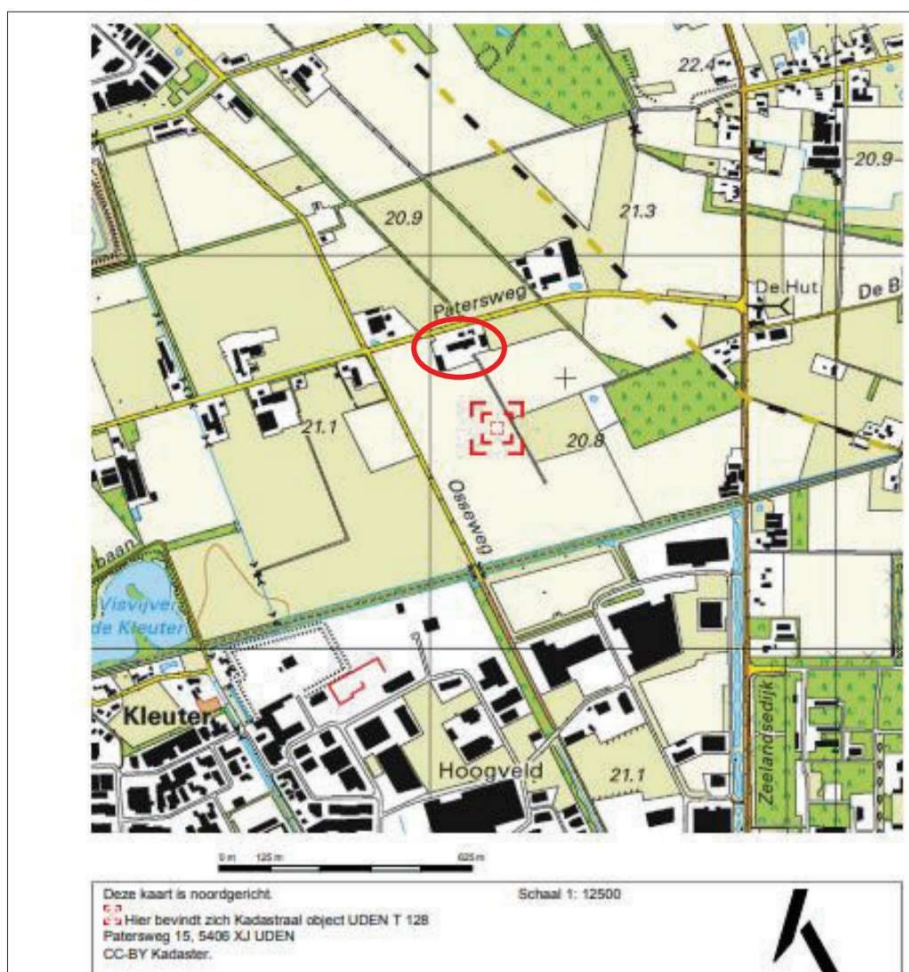 22.4
20.9
20.9
21.3
Patersweg
De Hut
De B
21.1
20.8
Osseweg
baan
Visvijver
de Kleuter
Kleuter
Hoogveld
21.1
Zeelandsedijk
0 m 125 m 625 m
Deze kaart is noordgericht.
Schaal 1: 12500
Hier bevindt zich Kadastraal object UDEN T 128
Patersweg 15, 5406 XJ UDEN
CC-BY Kadaster.